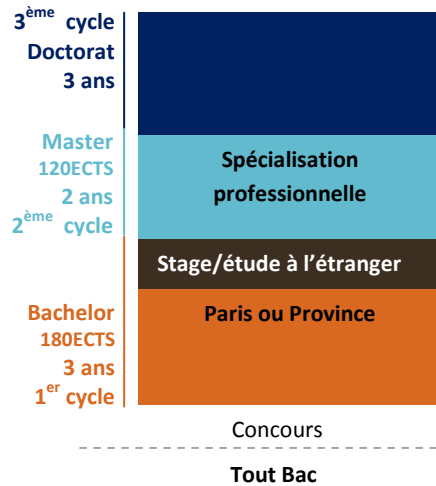 3ème cycle
Doctorat
3 ans
Master
120ECTS
2 ans
2ème cycle
Spécialisation
professionnelle
Stage/étude à l'étranger
Bachelor
180ECTS
3 ans
1er cycle
Paris ou Province
Concours
Tout Bac